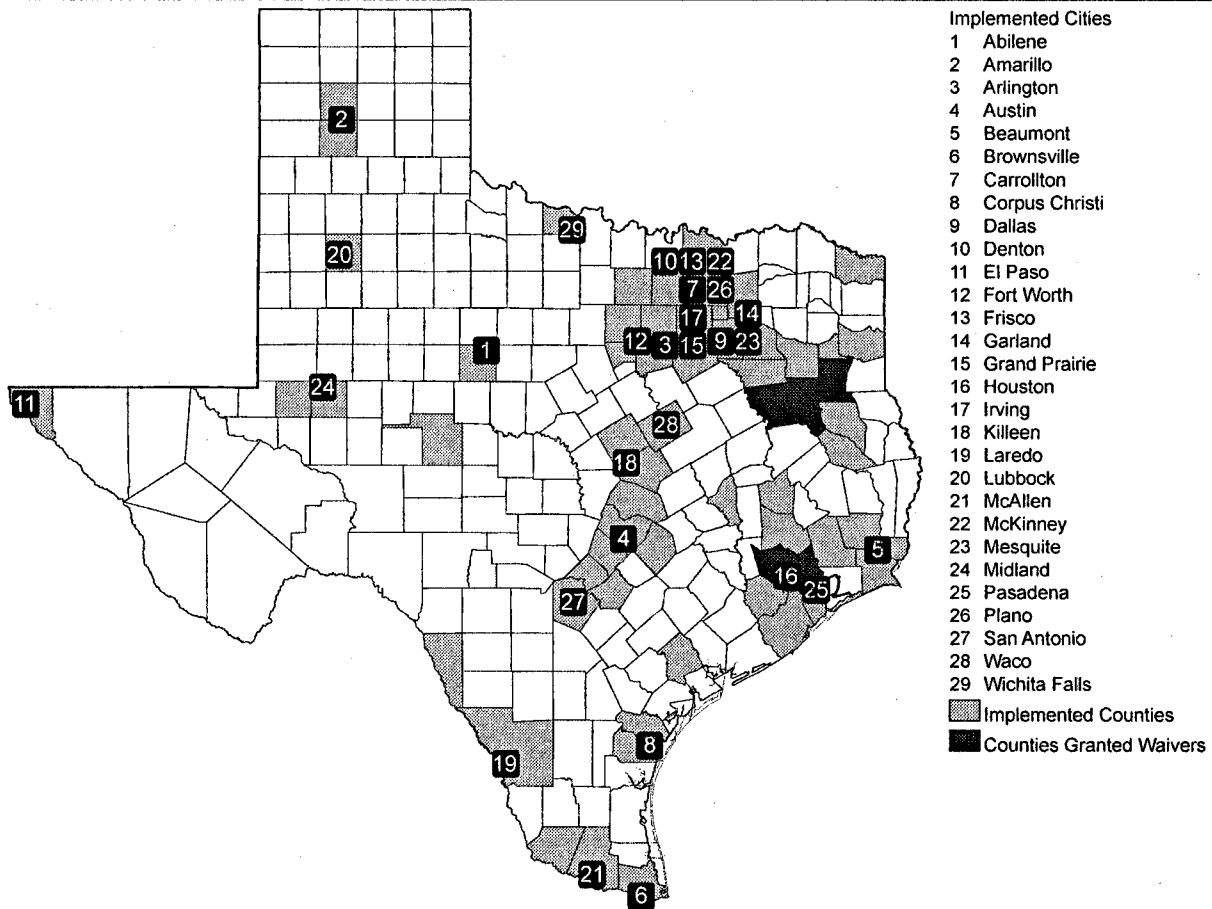 Implemented Cities
1 Abilene
2 Amarillo
3 Arlington
4 Austin
5 Beaumont
6 Brownsville
7 Carrollton
8 Corpus Christi
9 Dallas
10 Denton
11 El Paso
12 Fort Worth
13 Frisco
14 Garland
15 Grand Prairie
16 Houston
17 Irving
18 Killeen
19 Laredo
20 Lubbock
21 McAllen
22 McKinney
23 Mesquite
24 Midland
25 Pasadena
26 Plano
27 San Antonio
28 Waco
29 Wichita Falls
Implemented Counties
Counties Granted Waivers
2
29
20
10 13 22
7 26
17 14
12 3 15 9 23
1
24
11
28
18
4
5
16
25
27
8
19
21
6